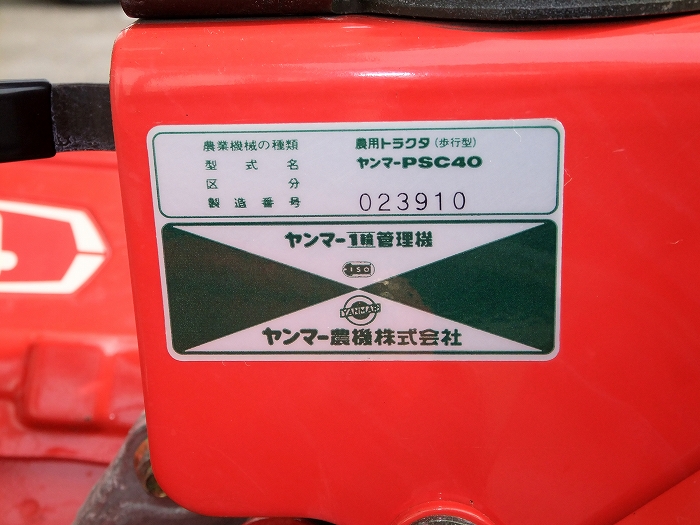 農業機械の種類 農用トラクタ(歩行型)
型式名 ヤンマーPSC40
区分
製造番号 023910
ヤンマー1輪管理機
ISO
YANMAR
ヤンマー農機株式会社